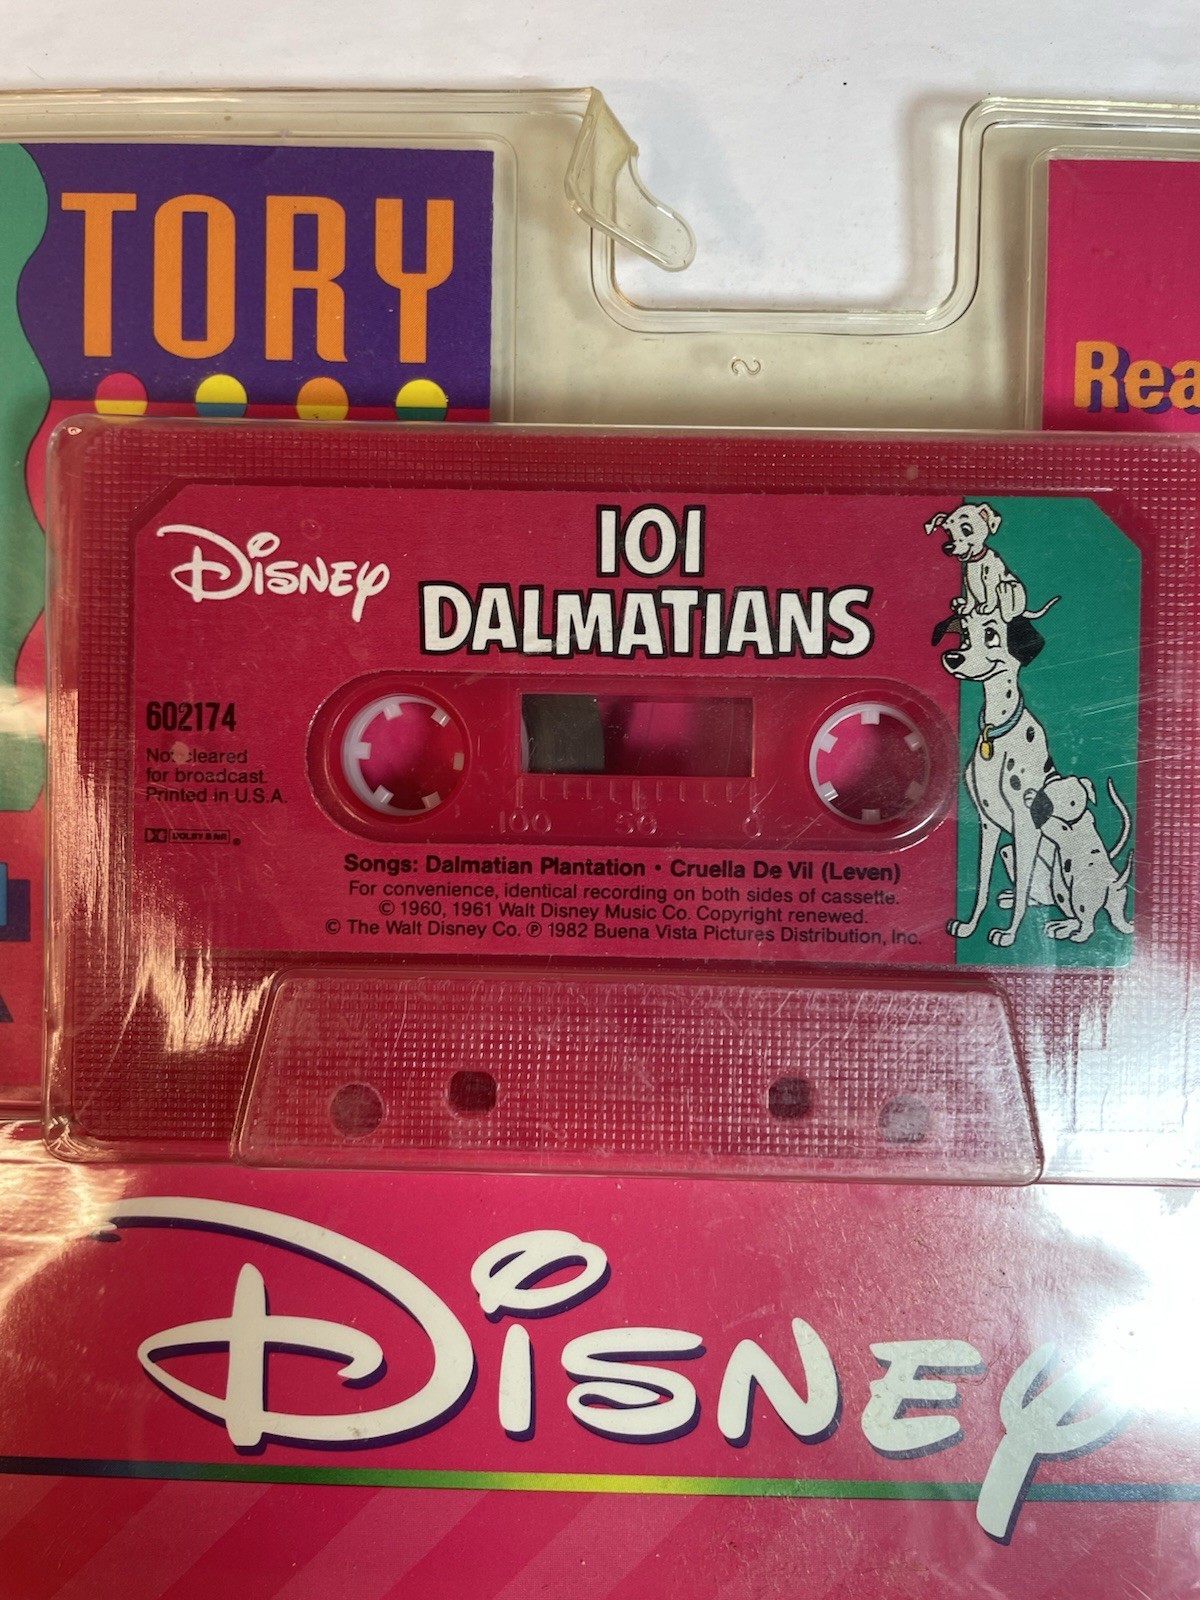 TORY
Rea
Disney
101
DALMATIANS
602174
Not cleared
for broadcast.
Printed in U.S.A.
DOLBY B NR
100 50 0
Songs: Dalmatian Plantation • Cruella De Vil (Leven)
For convenience, identical recording on both sides of cassette.
© 1960, 1961 Walt Disney Music Co. Copyright renewed.
© The Walt Disney Co. ℗ 1982 Buena Vista Pictures Distribution, Inc.
Disney